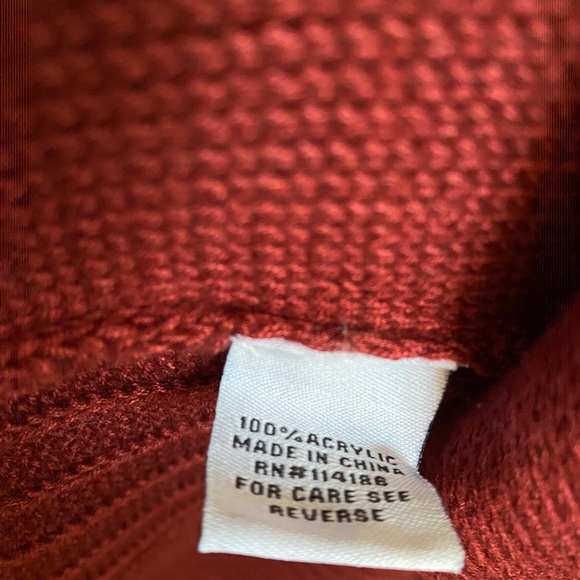 100% ACRYLIC
MADE IN CHINA
RN#114186
FOR CARE SEE
REVERSE